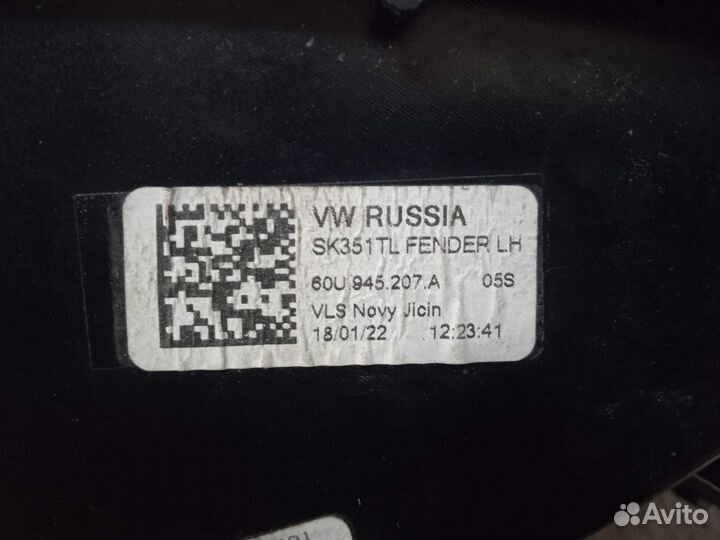 VW RUSSIA
SK351TL FENDER LH
60U.945.207.A 05S
VLS Novy Jicin
18/01/22 12:23:41
Avito